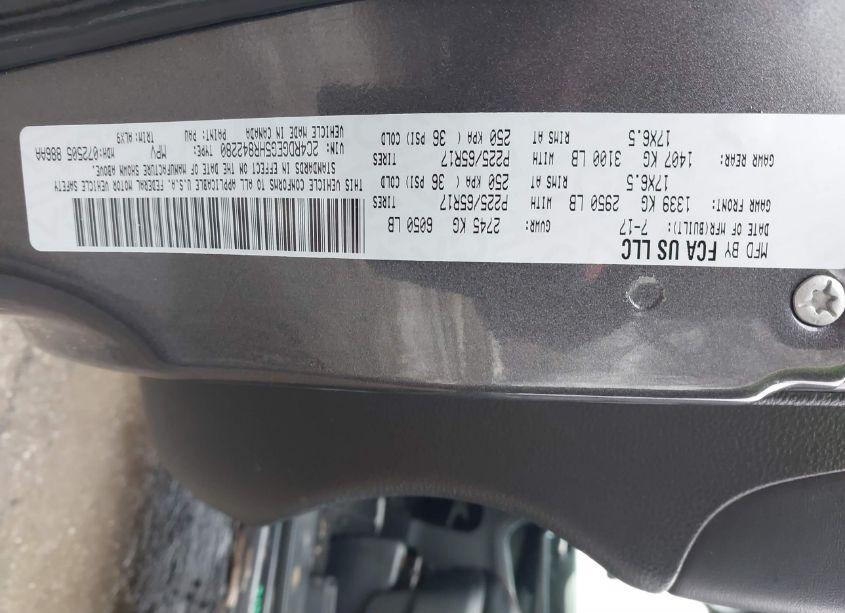 MFD BY FCA US LLC
DATE OF MFR(BUILT): 7-17 GVWR: 2745 KG 6050 LB
GAWR FRONT: 1339 KG 2950 LB WITH P225/65R17 TIRES
17X6.5 RIMS AT 250 KPA ( 36 PSI) COLD
GAWR REAR: 1407 KG 3100 LB WITH P225/65R17 TIRES
17X6.5 RIMS AT 250 KPA ( 36 PSI) COLD
THIS VEHICLE CONFORMS TO ALL APPLICABLE U.S.A. FEDERAL MOTOR VEHICLE SAFETY
STANDARDS IN EFFECT ON THE DATE OF MANUFACTURE SHOWN ABOVE.
VIN: 2C4RDGEG5HR842280 TYPE: MPV MDH:072505 886AA
VEHICLE MADE IN CANADA PAINT: PAU TRIM:HLX9